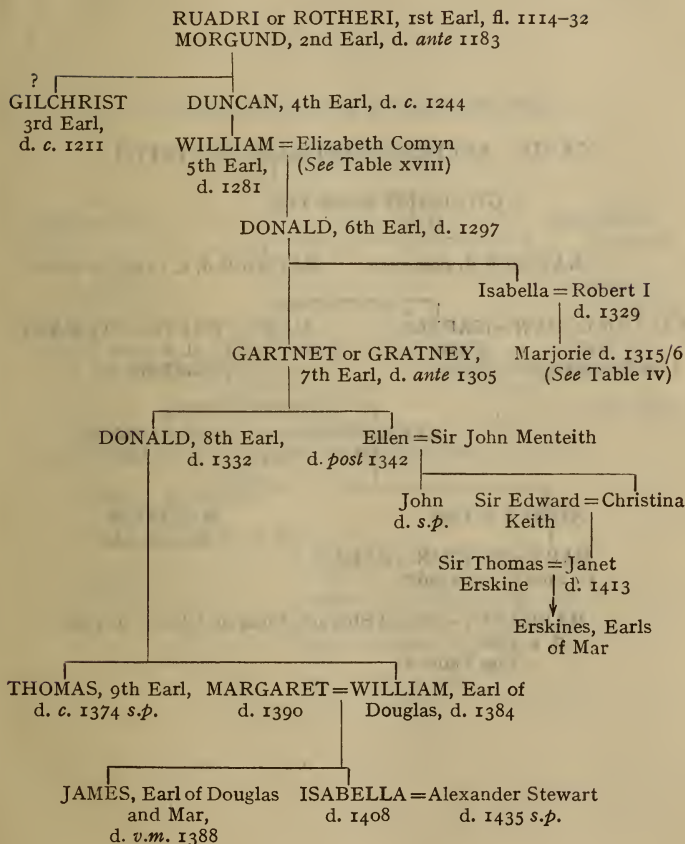 RUADRI or ROTHERI, 1st Earl, fl. 1114–32
MORGUND, 2nd Earl, d. ante 1183
?
GILCHRIST
3rd Earl,
d. c. 1211
DUNCAN, 4th Earl, d. c. 1244
WILLIAM = Elizabeth Comyn
5th Earl, (See Table XVIII)
d. 1281
DONALD, 6th Earl, d. 1297
Isabella = Robert I
d. 1329
GARTNET or GRATNEY,
7th Earl, d. ante 1305
Marjorie d. 1315/6
(See Table IV)
DONALD, 8th Earl,
d. 1332
Ellen = Sir John Menteith
d. post 1342
John
d. s.p.
Sir Edward = Christina
Keith
Sir Thomas = Janet
Erskine d. 1413
Erskines, Earls
of Mar
THOMAS, 9th Earl,
d. c. 1374 s.p.
MARGARET = WILLIAM, Earl of
d. 1390 Douglas, d. 1384
JAMES, Earl of Douglas
and Mar,
d. v.m. 1388
ISABELLA = Alexander Stewart
d. 1408 d. 1435 s.p.